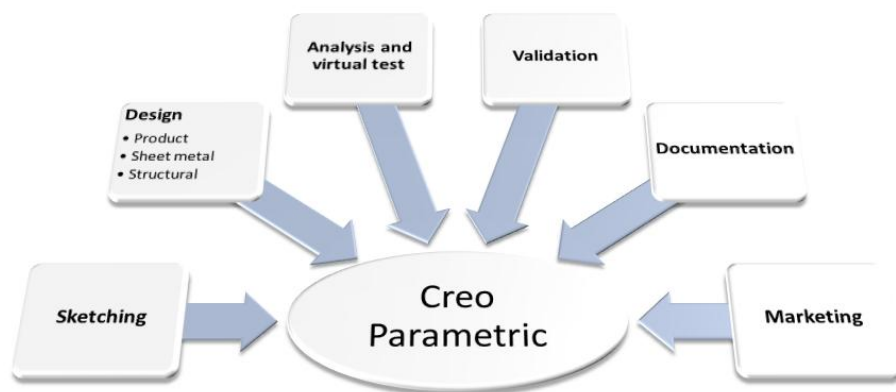 Analysis and
virtual test
Validation
Design
• Product
• Sheet metal
• Structural
Documentation
Sketching
Creo
Parametric
Marketing